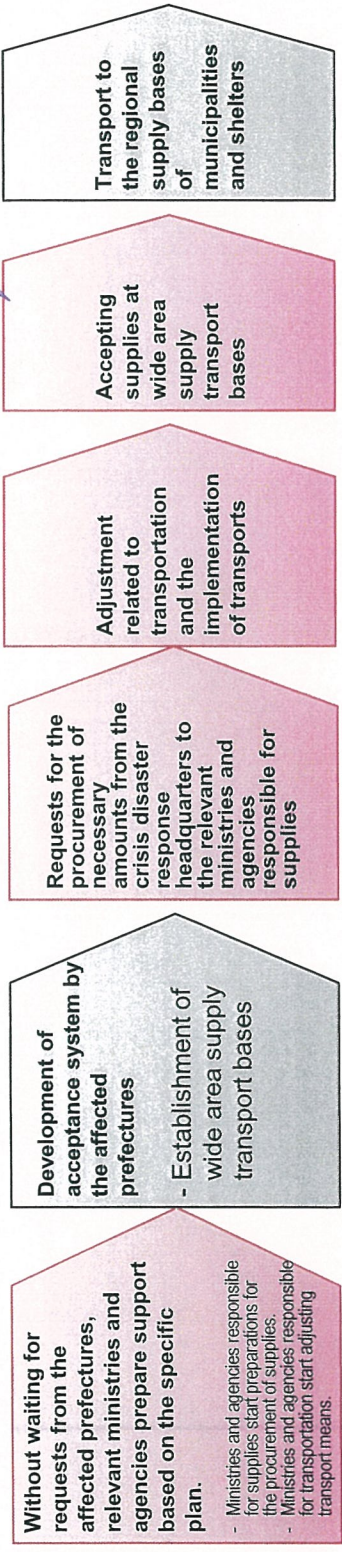 Without waiting for
requests from the
affected prefectures,
relevant ministries and
agencies prepare support
based on the specific
plan.
- Ministries and agencies responsible
for supplies start preparations for
the procurement of supplies.
- Ministries and agencies responsible
for transportation start adjusting
transport means.
Development of
acceptance system by
the affected
prefectures
- Establishment of
wide area supply
transport bases
Requests for the
procurement of
necessary
amounts from the
crisis disaster
response
headquarters to
the relevant
ministries and
agencies
responsible for
supplies
Adjustment
related to
transportation
and the
implementation
of transports
Accepting
supplies at
wide area
supply
transport
bases
Transport to
the regional
supply bases
of
municipalities
and shelters